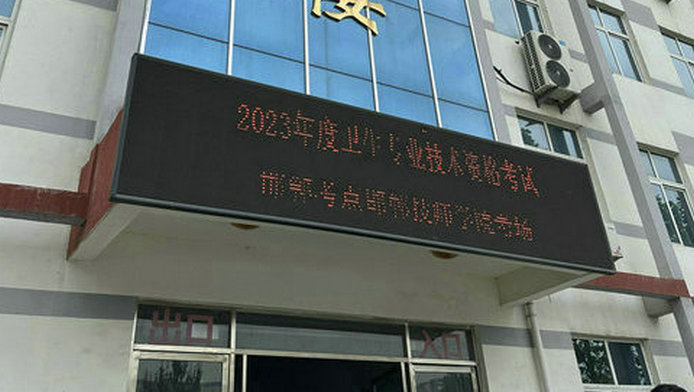 2023年度卫生专业技术资格考试
邯郸考点邯郸技师学院考场
出口
入口